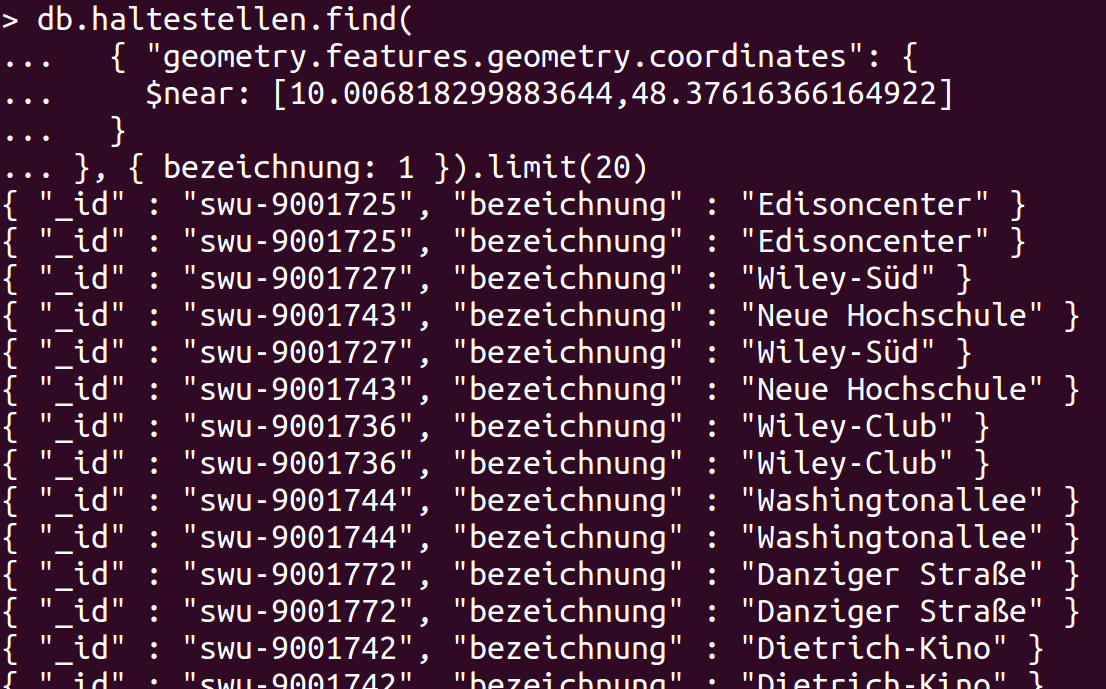 > db.haltestellen.find(
...   { "geometry.features.geometry.coordinates": {
...     $near: [10.006818299883644,48.37616366164922]
...   }
... }, { bezeichnung: 1 }).limit(20)
{ "_id" : "swu-9001725", "bezeichnung" : "Edisoncenter" }
{ "_id" : "swu-9001725", "bezeichnung" : "Edisoncenter" }
{ "_id" : "swu-9001727", "bezeichnung" : "Wiley-Süd" }
{ "_id" : "swu-9001743", "bezeichnung" : "Neue Hochschule" }
{ "_id" : "swu-9001727", "bezeichnung" : "Wiley-Süd" }
{ "_id" : "swu-9001743", "bezeichnung" : "Neue Hochschule" }
{ "_id" : "swu-9001736", "bezeichnung" : "Wiley-Club" }
{ "_id" : "swu-9001736", "bezeichnung" : "Wiley-Club" }
{ "_id" : "swu-9001744", "bezeichnung" : "Washingtonallee" }
{ "_id" : "swu-9001744", "bezeichnung" : "Washingtonallee" }
{ "_id" : "swu-9001772", "bezeichnung" : "Danziger Straße" }
{ "_id" : "swu-9001772", "bezeichnung" : "Danziger Straße" }
{ "_id" : "swu-9001742", "bezeichnung" : "Dietrich-Kino" }
{ "_id" : "swu-9001742", "bezeichnung" : "Dietrich-Kino" }